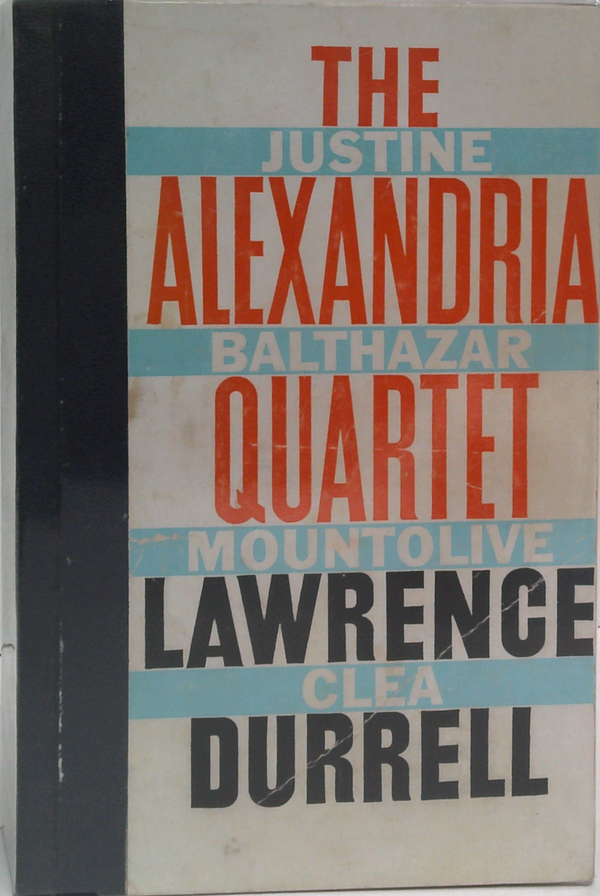 THE
JUSTINE
ALEXANDRIA
BALTHAZAR
QUARTET
MOUNTOLIVE
LAWRENCE
CLEA
DURRELL